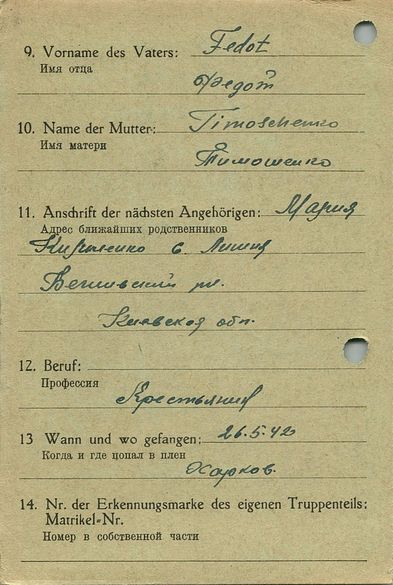 9. Vorname des Vaters: Fedot
Имя отца
Федот
10. Name der Mutter: Timoschenko
Имя матери
Тимошенко
11. Anschrift der nächsten Angehörigen: Мария
Адрес ближайших родственников
с.
Киевской обл.
12. Beruf:
Профессия
Крестьянин
13 Wann und wo gefangen: 26.5.42
Когда и где попал в плен
Харков.
14. Nr. der Erkennungsmarke des eigenen Truppenteils:
Matrikel-Nr.
Номер в собственной части